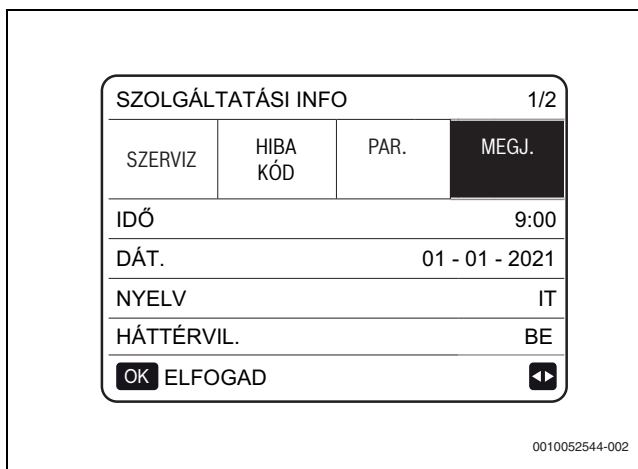 SZOLGÁLTATÁSI INFO 1/2
SZERVIZ HIBA KÓD PAR. MEGJ.
IDŐ 9:00
DÁT. 01 - 01 - 2021
NYELV IT
HÁTTÉRVIL. BE
OK ELFOGAD
0010052544-002